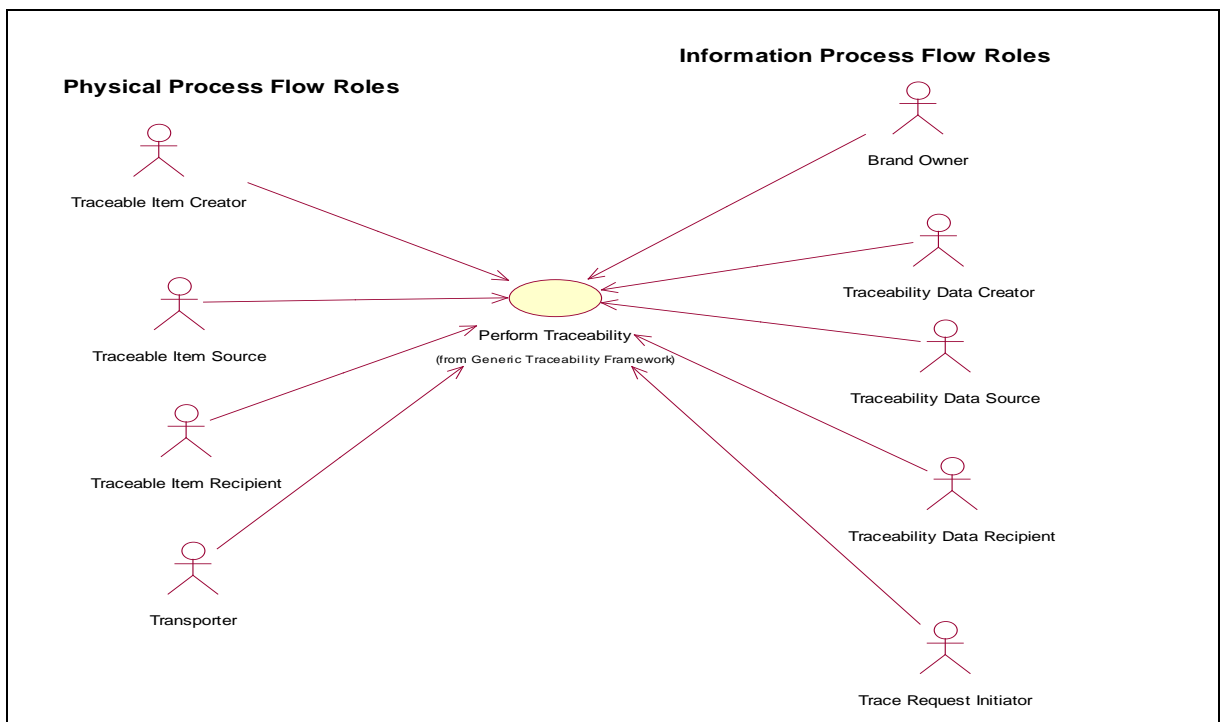 Physical Process Flow Roles
Traceable Item Creator
Traceable Item Source
Traceable Item Recipient
Transporter
Perform Traceability
(from Generic Traceability Framework)
Information Process Flow Roles
Brand Owner
Traceability Data Creator
Traceability Data Source
Traceability Data Recipient
Trace Request Initiator